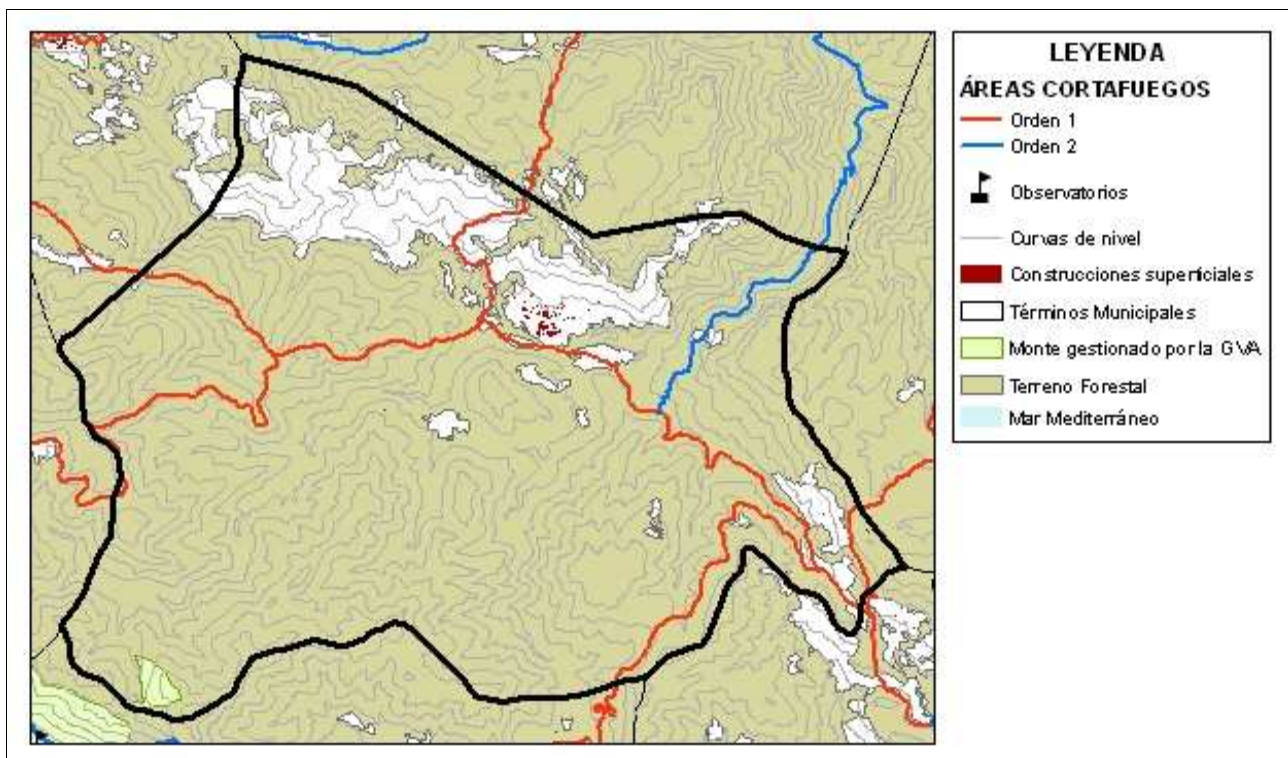 LEYENDA
ÁREAS CORTAFUEGOS
Orden 1
Orden 2
Observatorios
Curvas de nivel
Construcciones superficiales
Términos Municipales
Monte gestionado por la GVA
Terreno Forestal
Mar Mediterráneo